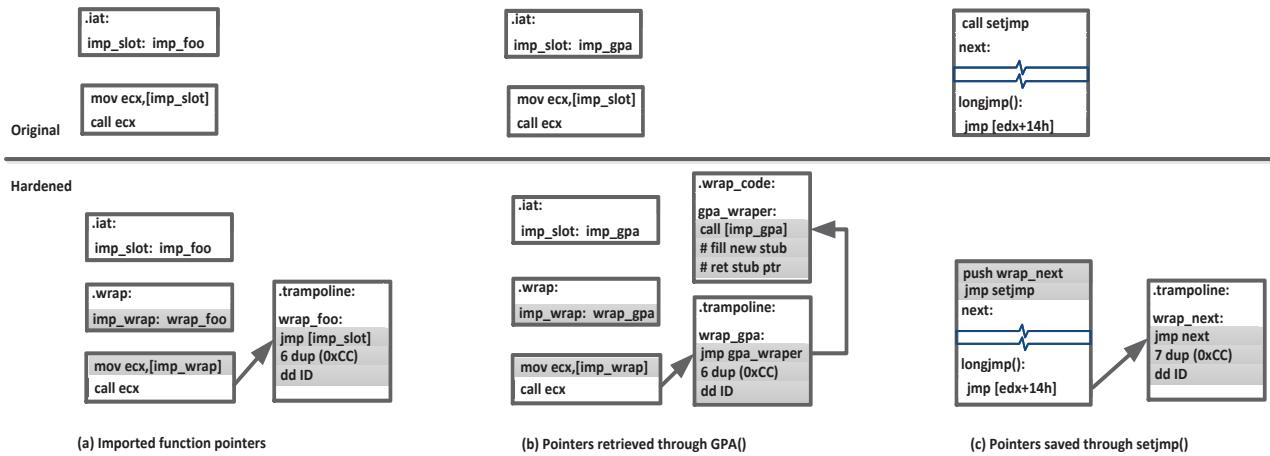 .iat:
imp_slot: imp_foo
mov ecx,[imp_slot]
call ecx
.iat:
imp_slot: imp_gpa
mov ecx,[imp_slot]
call ecx
call setjmp
next:
longjmp():
jmp [edx+14h]
Original
Hardened
.iat:
imp_slot: imp_foo
.wrap:
imp_wrap: wrap_foo
mov ecx,[imp_wrap]
call ecx
.trampoline:
wrap_foo:
jmp [imp_slot]
6 dup (0xCC)
dd ID
.iat:
imp_slot: imp_gpa
.wrap:
imp_wrap: wrap_gpa
mov ecx,[imp_wrap]
call ecx
.wrap_code:
gpa_wraper:
call [imp_gpa]
# fill new stub
# ret stub ptr
.trampoline:
wrap_gpa:
jmp gpa_wraper
6 dup (0xCC)
dd ID
push wrap_next
jmp setjmp
next:
longjmp():
jmp [edx+14h]
.trampoline:
wrap_next:
jmp next
7 dup (0xCC)
dd ID
(a) Imported function pointers
(b) Pointers retrieved through GPA()
(c) Pointers saved through setjmp()